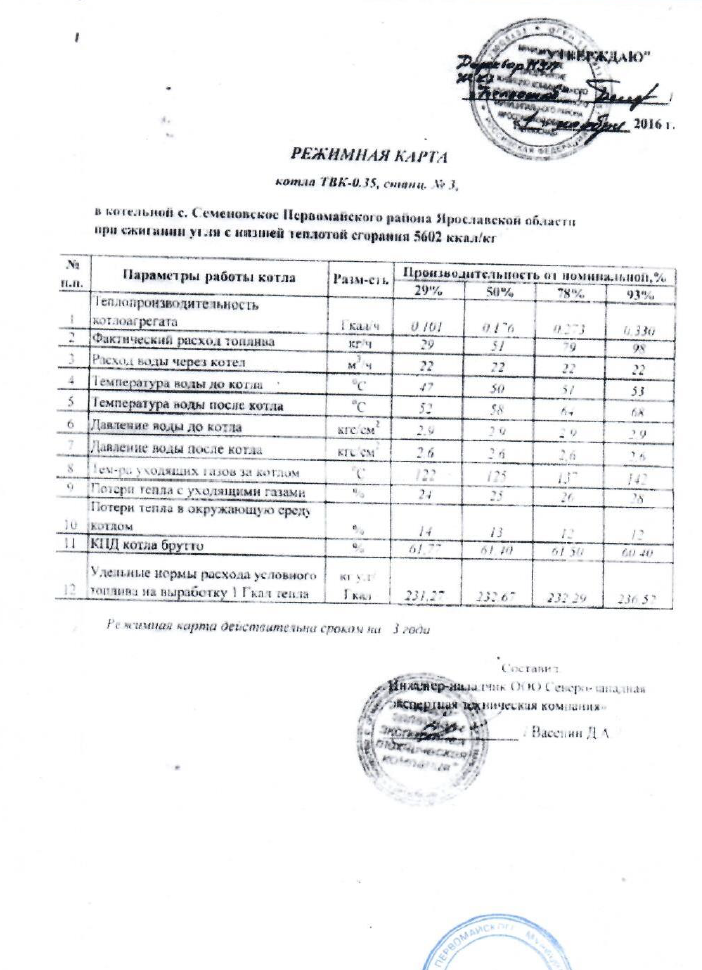 "УТВЕРЖДАЮ"
Директор МУП
ЖКХ
2016 г.
РЕЖИМНАЯ КАРТА
котла ТВК-0.35, станц. № 3,
в котельной с. Семеновское Первомайского района Ярославской области
при сжигании угля с низшей теплотой сгорания 5602 ккал/кг
№ п.п. Параметры работы котла Разм-сть Производительность от номинальной,%
29% 50% 78% 93%
Теплопроизводительность
1 котлоагрегата Гкал/ч 0.101 0.176 0.273 0.330
2 Фактический расход топлива кг/ч 29 51 79 98
3 Расход воды через котел м3/ч 22 22 22 22
4 Температура воды до котла °С 47 50 51 53
5 Температура воды после котла °С 52 58 68
6 Давление воды до котла кгс/см2 2.9 2.9 2.9 2.9
7 Давление воды после котла кгс/см2 2.6 2.6 2.6 2.6
8 Тем-ра уходящих газов за котлом °С 122 125 137 142
9 Потери тепла с уходящими газами % 24 25 26 28
Потери тепла в окружающую среду
10 котлом % 14 13 12 12
11 КПД котла брутто % 61,77 61.40 61.50 60.40
Удельные нормы расхода условного кг у.т/
12 топлива на выработку 1 Гкал тепла Гкал 231,27 232.67 232.29 236.57
Режимная карта действительна сроком на 3 года
Составил
Инженер-наладчик ООО Северо-западная
экспертная техническая компания»
/ Васенин Д.А.
ПЕРВОМАЙСКОГО